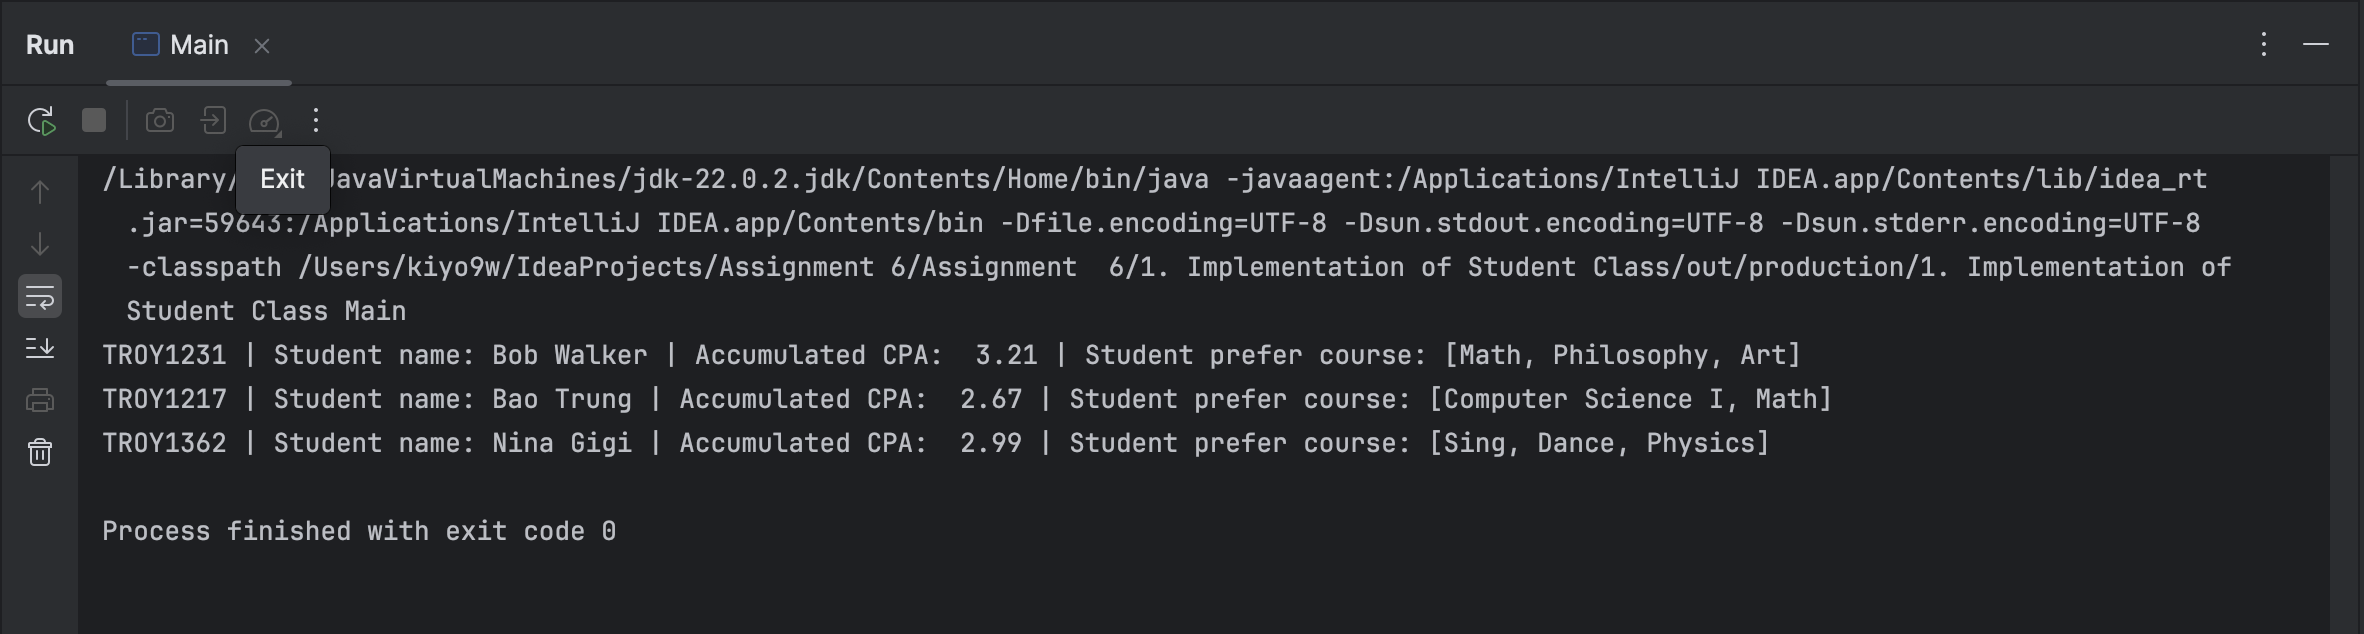 Run Main
Exit
/Library/ JavaVirtualMachines/jdk-22.0.2.jdk/Contents/Home/bin/java -javaagent:/Applications/IntelliJ IDEA.app/Contents/lib/idea_rt
.jar=59643:/Applications/IntelliJ IDEA.app/Contents/bin -Dfile.encoding=UTF-8 -Dsun.stdout.encoding=UTF-8 -Dsun.stderr.encoding=UTF-8
-classpath /Users/kiyo9w/IdeaProjects/Assignment 6/Assignment  6/1. Implementation of Student Class/out/production/1. Implementation of
Student Class Main
TROY1231 | Student name: Bob Walker | Accumulated CPA:  3.21 | Student prefer course: [Math, Philosophy, Art]
TROY1217 | Student name: Bao Trung | Accumulated CPA:  2.67 | Student prefer course: [Computer Science I, Math]
TROY1362 | Student name: Nina Gigi | Accumulated CPA:  2.99 | Student prefer course: [Sing, Dance, Physics]
Process finished with exit code 0